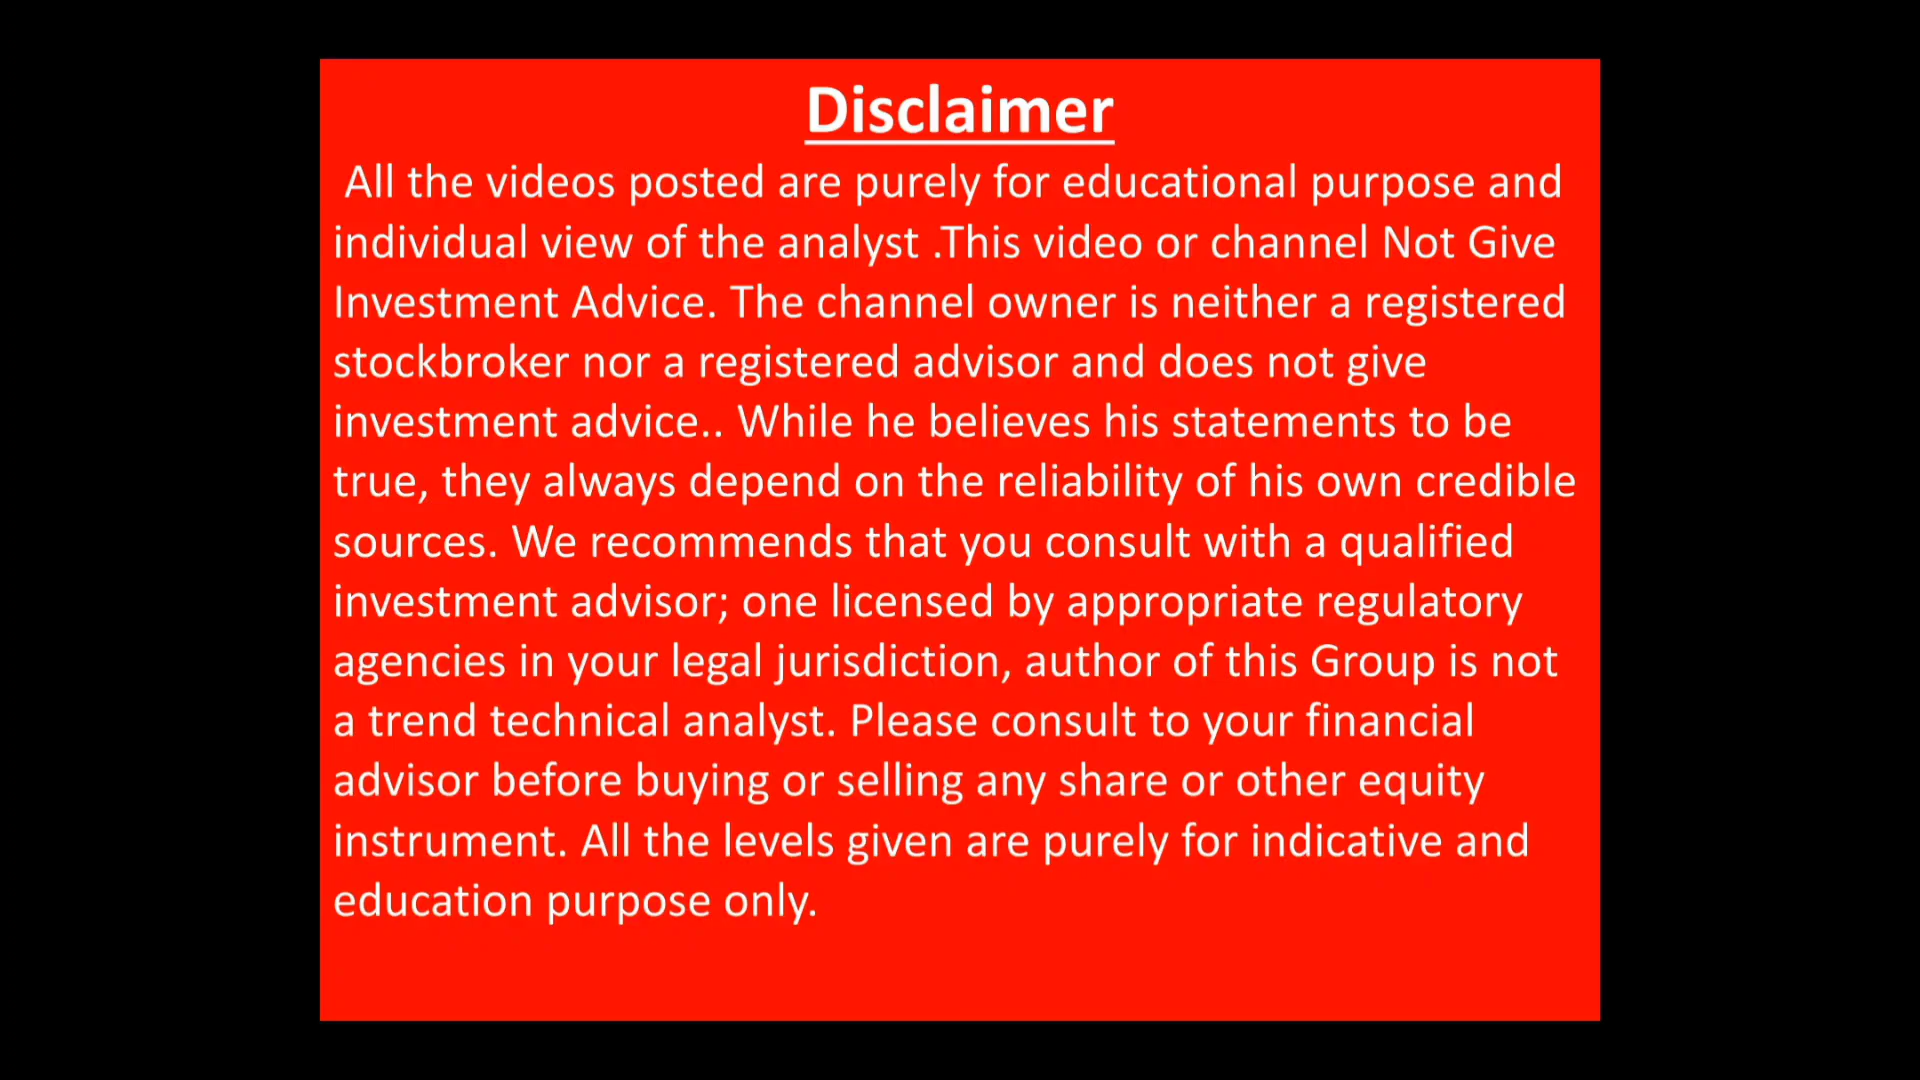 Disclaimer
All the videos posted are purely for educational purpose and
individual view of the analyst .This video or channel Not Give
Investment Advice. The channel owner is neither a registered
stockbroker nor a registered advisor and does not give
investment advice.. While he believes his statements to be
true, they always depend on the reliability of his own credible
sources. We recommends that you consult with a qualified
investment advisor; one licensed by appropriate regulatory
agencies in your legal jurisdiction, author of this Group is not
a trend technical analyst. Please consult to your financial
advisor before buying or selling any share or other equity
instrument. All the levels given are purely for indicative and
education purpose only.